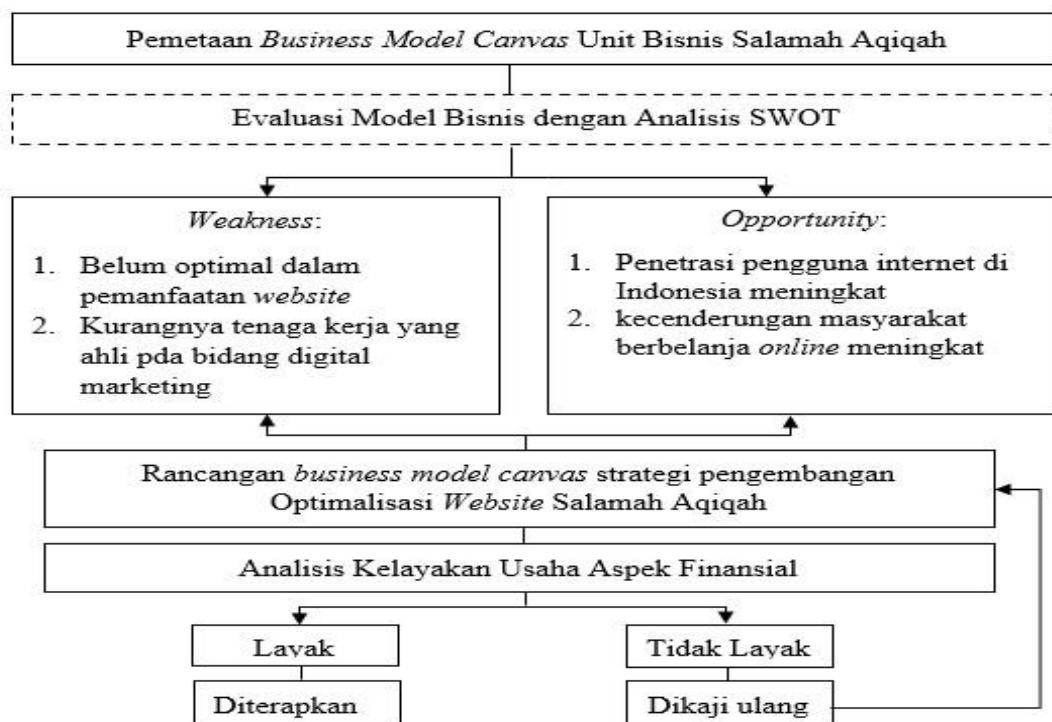 Pemetaan Business Model Canvas Unit Bisnis Salamah Aqiqah
Evaluasi Model Bisnis dengan Analisis SWOT
Weakness:
1. Belum optimal dalam
pemanfaatan website
2. Kurangnya tenaga kerja yang
ahli pda bidang digital
marketing
Opportunity:
1. Penetrasi pengguna internet di
Indonesia meningkat
2. kecenderungan masyarakat
berbelanja online meningkat
Rancangan business model canvas strategi pengembangan
Optimalisasi Website Salamah Aqiqah
Analisis Kelayakan Usaha Aspek Finansial
Layak
Tidak Layak
Diterapkan
Dikaji ulang